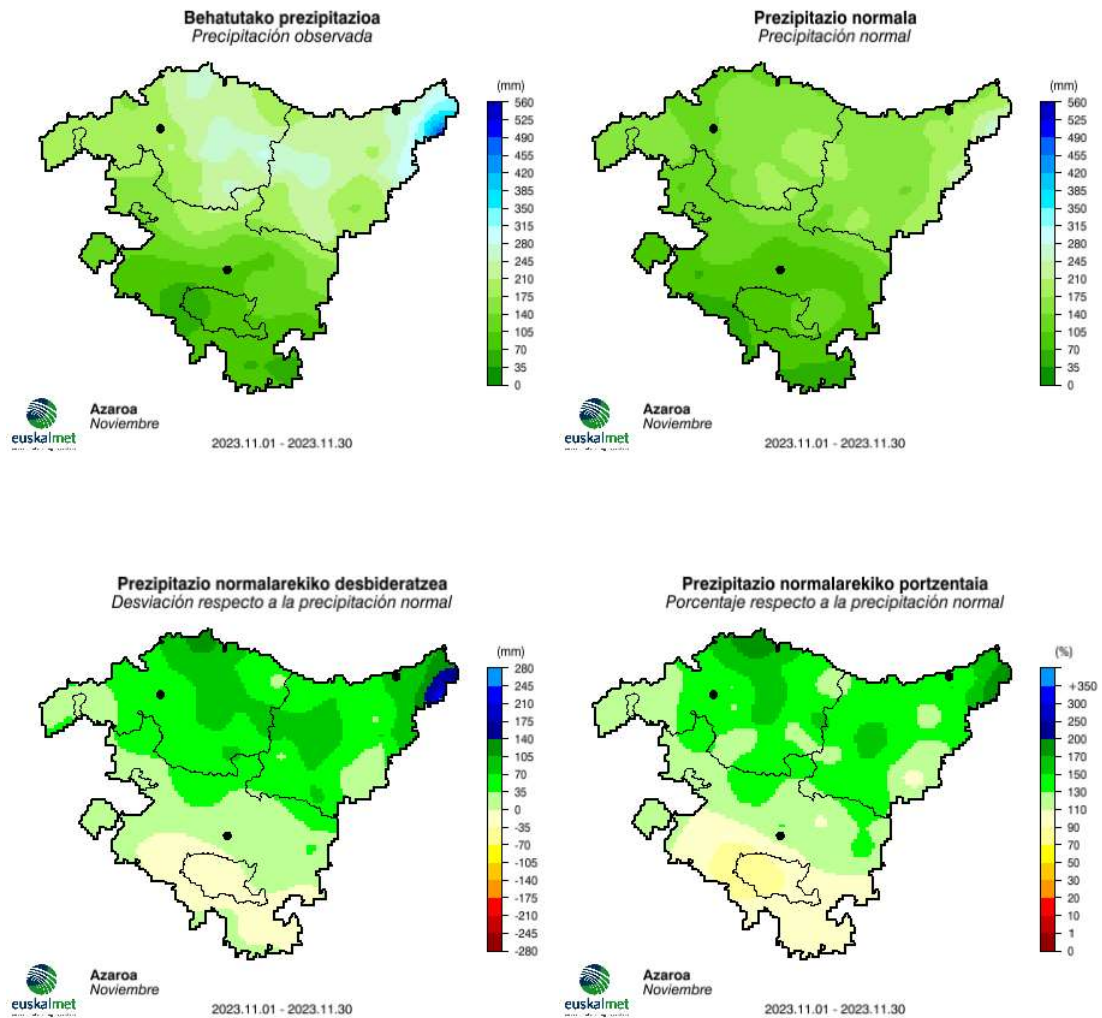 Behatutako prezipitazioa
Precipitación observada
(mm)
560
525
490
455
420
385
350
315
280
245
210
175
140
105
70
35
0
euskalmet
Azaroa
Noviembre
2023.11.01 - 2023.11.30
Prezipitazio normala
Precipitación normal
(mm)
560
525
490
455
420
385
350
315
280
245
210
175
140
105
70
35
0
euskalmet
Azaroa
Noviembre
2023.11.01 - 2023.11.30
Prezipitazio normalarekiko desbideratzea
Desviación respecto a la precipitación normal
(mm)
280
245
210
175
140
105
70
35
0
-35
-70
-105
-140
-175
-210
-245
-280
euskalmet
Azaroa
Noviembre
2023.11.01 - 2023.11.30
Prezipitazio normalarekiko portzentaia
Porcentaje respecto a la precipitación normal
(%)
+350
300
250
200
170
150
110
90
70
50
30
20
10
1
0
euskalmet
Azaroa
Noviembre
2023.11.01 - 2023.11.30